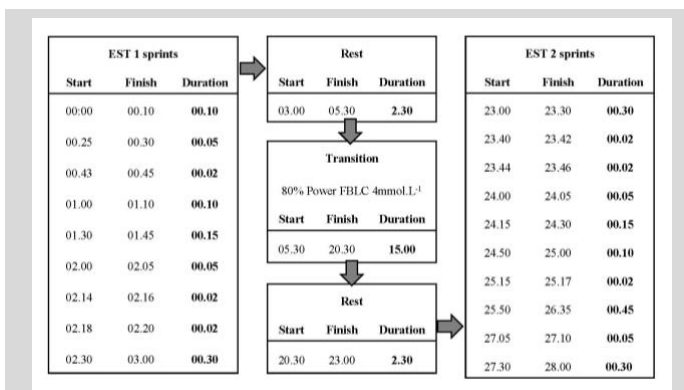 EST 1 sprints
Start Finish Duration
00:00 00.10 00.10
00.25 00.30 00.05
00.43 00.45 00.02
01.00 01.10 00.10
01.30 01.45 00.15
02.00 02.05 00.05
02.14 02.16 00.02
02.18 02.20 00.02
02.30 03.00 00.30
Rest
Start Finish Duration
03.00 05.30 2.30
Transition
80% Power FBLC 4mmol.L-1
Start Finish Duration
05.30 20.30 15.00
Rest
Start Finish Duration
20.30 23.00 2.30
EST 2 sprints
Start Finish Duration
23.00 23.30 00.30
23.40 23.42 00.02
23.44 23.46 00.02
24.00 24.05 00.05
24.15 24.30 00.15
24.50 25.00 00.10
25.15 25.17 00.02
25.50 26.35 00.45
27.05 27.10 00.05
27.30 28.00 00.30